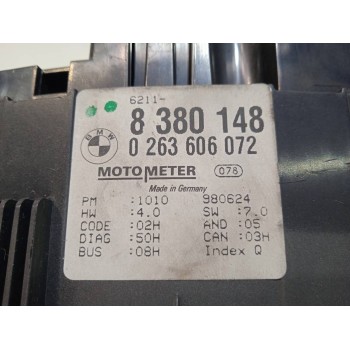 6211-
BMW
8 380 148
0 263 606 072
MOTOMETER 078
Made in Germany
PM :1010 980624
HW :4.0 SW :7.0
CODE :02H AND :05
DIAG :50H CAN :03H
BUS :08H Index Q